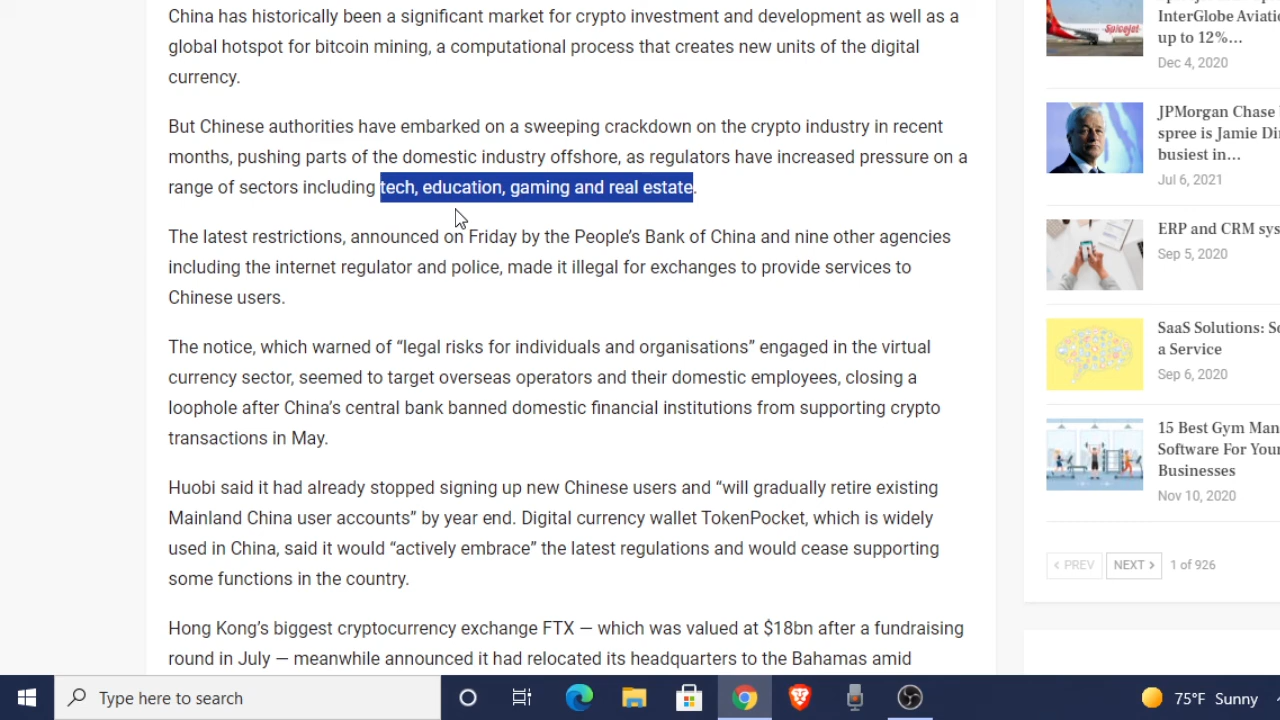 China has historically been a significant market for crypto investment and development as well as a
global hotspot for bitcoin mining, a computational process that creates new units of the digital
currency.
But Chinese authorities have embarked on a sweeping crackdown on the crypto industry in recent
months, pushing parts of the domestic industry offshore, as regulators have increased pressure on a
range of sectors including tech, education, gaming and real estate.
The latest restrictions, announced on Friday by the People's Bank of China and nine other agencies
including the internet regulator and police, made it illegal for exchanges to provide services to
Chinese users.
The notice, which warned of “legal risks for individuals and organisations” engaged in the virtual
currency sector, seemed to target overseas operators and their domestic employees, closing a
loophole after China's central bank banned domestic financial institutions from supporting crypto
transactions in May.
Huobi said it had already stopped signing up new Chinese users and “will gradually retire existing
Mainland China user accounts” by year end. Digital currency wallet TokenPocket, which is widely
used in China, said it would “actively embrace” the latest regulations and would cease supporting
some functions in the country.
Hong Kong's biggest cryptocurrency exchange FTX — which was valued at $18bn after a fundraising
round in July — meanwhile announced it had relocated its headquarters to the Bahamas amid
SpiceJet
InterGlobe Aviati
up to 12%...
Dec 4, 2020
JPMorgan Chase
spree is Jamie Di
busiest in...
Jul 6, 2021
ERP and CRM sys
Sep 5, 2020
SaaS Solutions: So
a Service
Sep 6, 2020
15 Best Gym Man
Software For Your
Businesses
Nov 10, 2020
PREV
NEXT
1 of 926
Type here to search
75°F Sunny